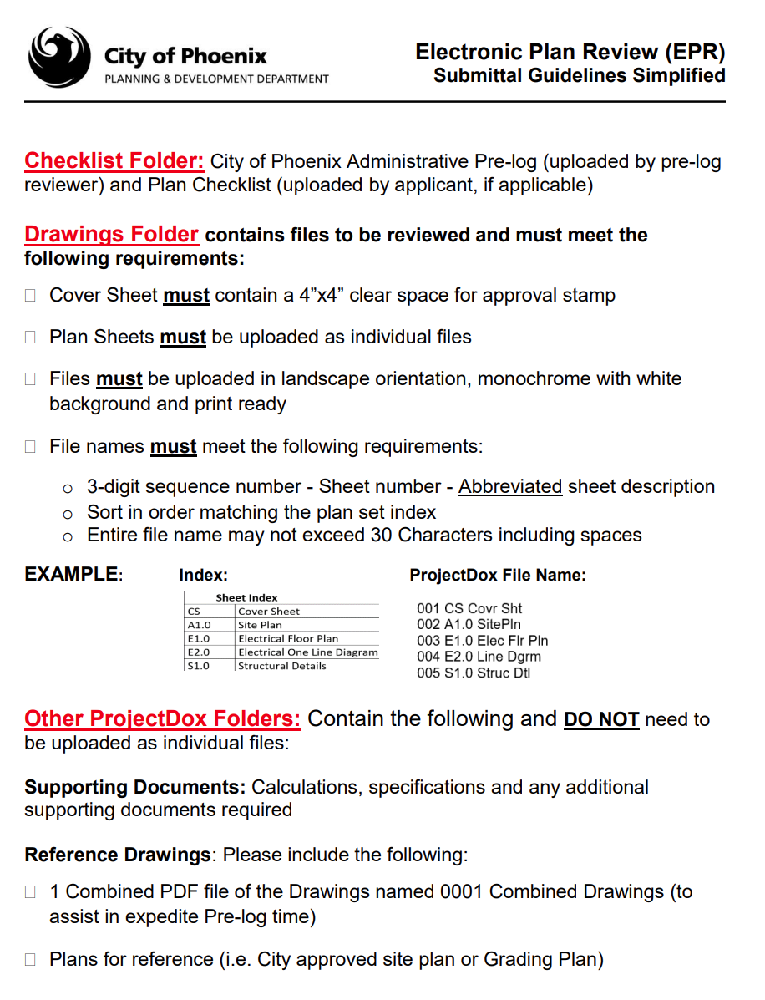 City of Phoenix
PLANNING & DEVELOPMENT DEPARTMENT
Electronic Plan Review (EPR)
Submittal Guidelines Simplified
Checklist Folder: City of Phoenix Administrative Pre-log (uploaded by pre-log
reviewer) and Plan Checklist (uploaded by applicant, if applicable)
Drawings Folder contains files to be reviewed and must meet the
following requirements:
☐ Cover Sheet must contain a 4”x4” clear space for approval stamp
☐ Plan Sheets must be uploaded as individual files
☐ Files must be uploaded in landscape orientation, monochrome with white
background and print ready
☐ File names must meet the following requirements:
o 3-digit sequence number - Sheet number - Abbreviated sheet description
o Sort in order matching the plan set index
o Entire file name may not exceed 30 Characters including spaces
EXAMPLE: Index: ProjectDox File Name:
Sheet Index
CS Cover Sheet
A1.0 Site Plan
E1.0 Electrical Floor Plan
E2.0 Electrical One Line Diagram
S1.0 Structural Details
001 CS Covr Sht
002 A1.0 SitePln
003 E1.0 Elec Flr Pln
004 E2.0 Line Dgrm
005 S1.0 Struc Dtl
Other ProjectDox Folders: Contain the following and DO NOT need to
be uploaded as individual files:
Supporting Documents: Calculations, specifications and any additional
supporting documents required
Reference Drawings: Please include the following:
☐ 1 Combined PDF file of the Drawings named 0001 Combined Drawings (to
assist in expedite Pre-log time)
☐ Plans for reference (i.e. City approved site plan or Grading Plan)